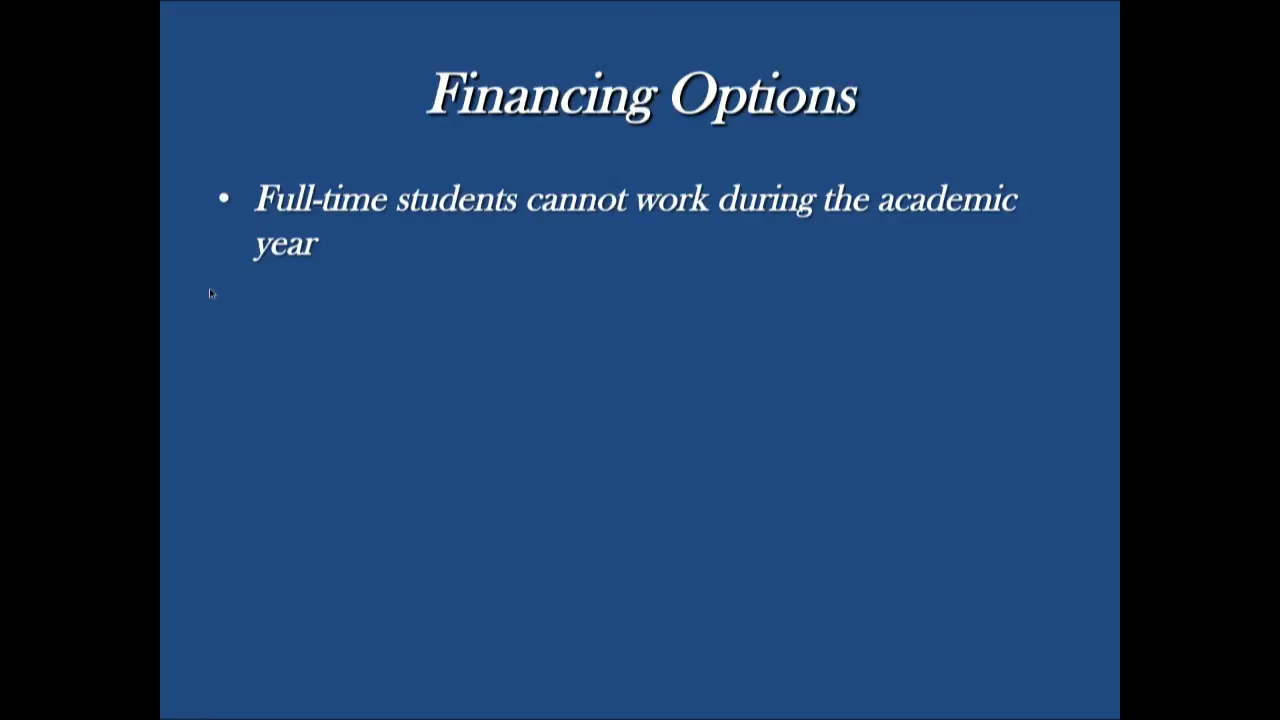 Financing Options
• Full-time students cannot work during the academic
year